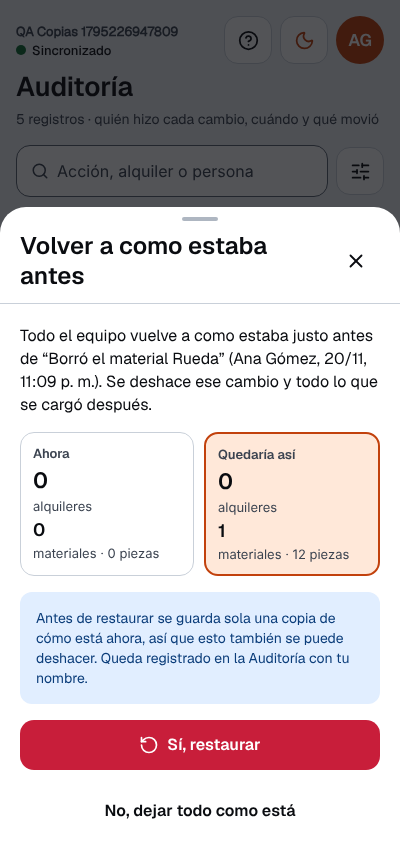 QA Copias 1795226947809
Sincronizado
AG
Auditoría
5 registros · quién hizo cada cambio, cuándo y qué movió
Acción, alquiler o persona
Volver a como estaba
antes
Todo el equipo vuelve a como estaba justo antes
de “Borró el material Rueda” (Ana Gómez, 20/11,
11:09 p. m.). Se deshace ese cambio y todo lo que
se cargó después.
Ahora
0
alquileres
0
materiales · 0 piezas
Quedaría así
0
alquileres
1
materiales · 12 piezas
Antes de restaurar se guarda sola una copia de
cómo está ahora, así que esto también se puede
deshacer. Queda registrado en la Auditoría con tu
nombre.
Sí, restaurar
No, dejar todo como está